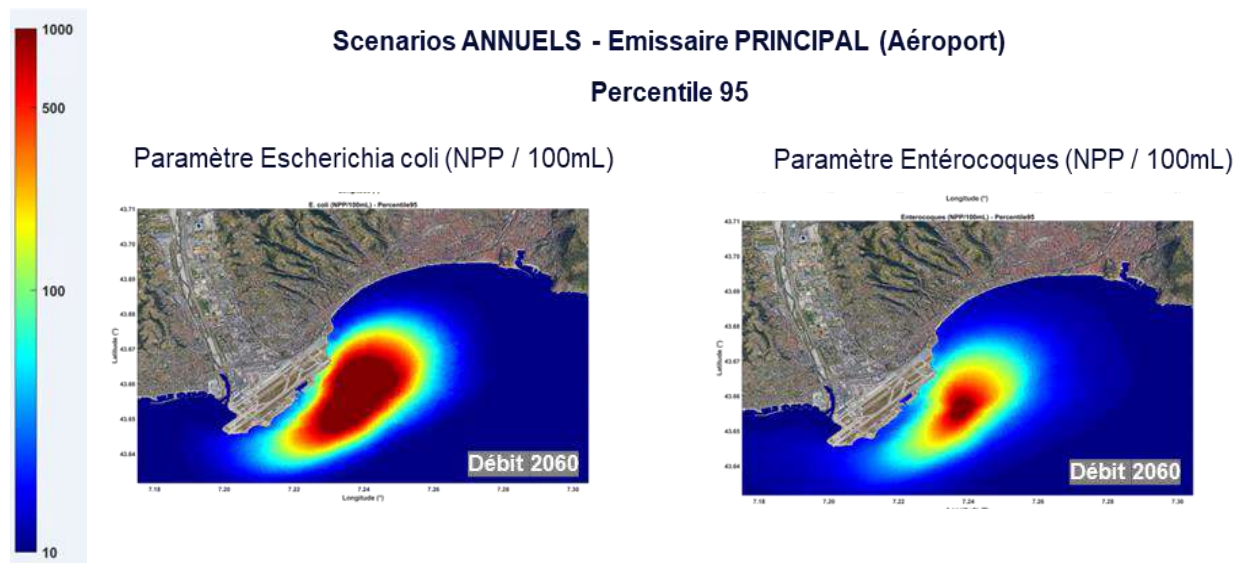 1000
500
100
10
Scenarios ANNUELS - Emissaire PRINCIPAL (Aéroport)
Percentile 95
Paramètre Escherichia coli (NPP / 100mL)
E. coli (NPP/100mL) - Percentile95
43.71
43.70
43.69
43.68
43.67
43.66
43.65
43.64
Latitude (°)
Débit 2060
7.18
7.20
7.22
7.24
7.26
7.28
7.30
Longitude (°)
Paramètre Entérocoques (NPP / 100mL)
Longitude (°)
Enterocoques (NPP/100mL) - Percentile95
43.71
43.70
43.69
43.68
43.67
43.66
43.65
43.64
Latitude (°)
Débit 2060
7.18
7.20
7.22
7.24
7.26
7.28
7.30